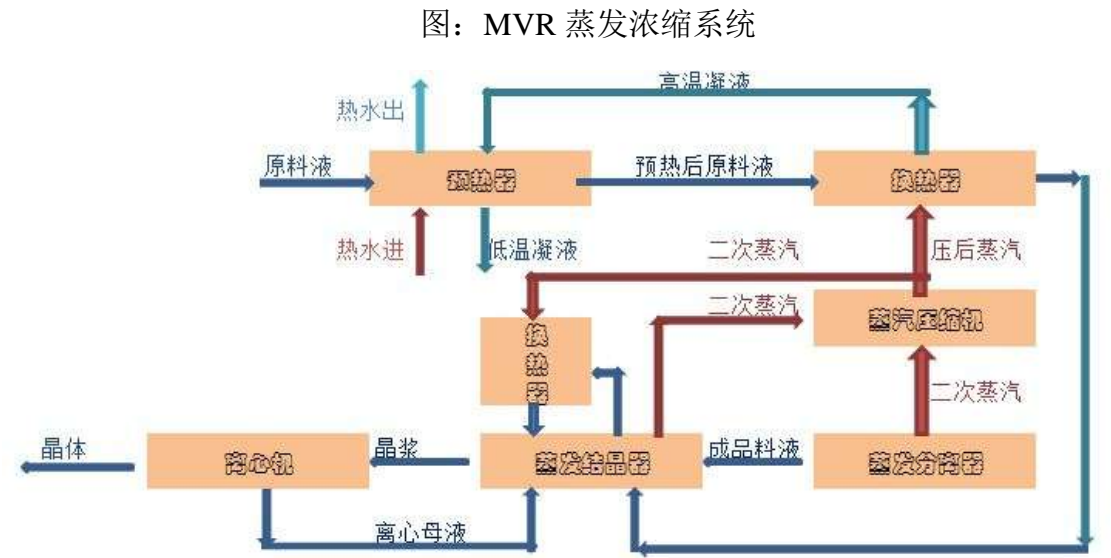 图：MVR 蒸发浓缩系统
高温凝液
热水出
原料液
预热器
预热后原料液
换热器
热水进
低温凝液
二次蒸汽
压后蒸汽
二次蒸汽
蒸汽压缩机
换热器
二次蒸汽
晶体
离心机
晶浆
蒸发结晶器
成品料液
蒸发分离器
离心母液